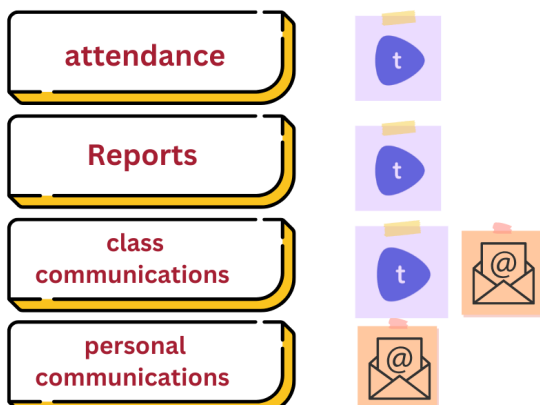 attendance
t
Reports
t
class
communications
t
@
personal
communications
@